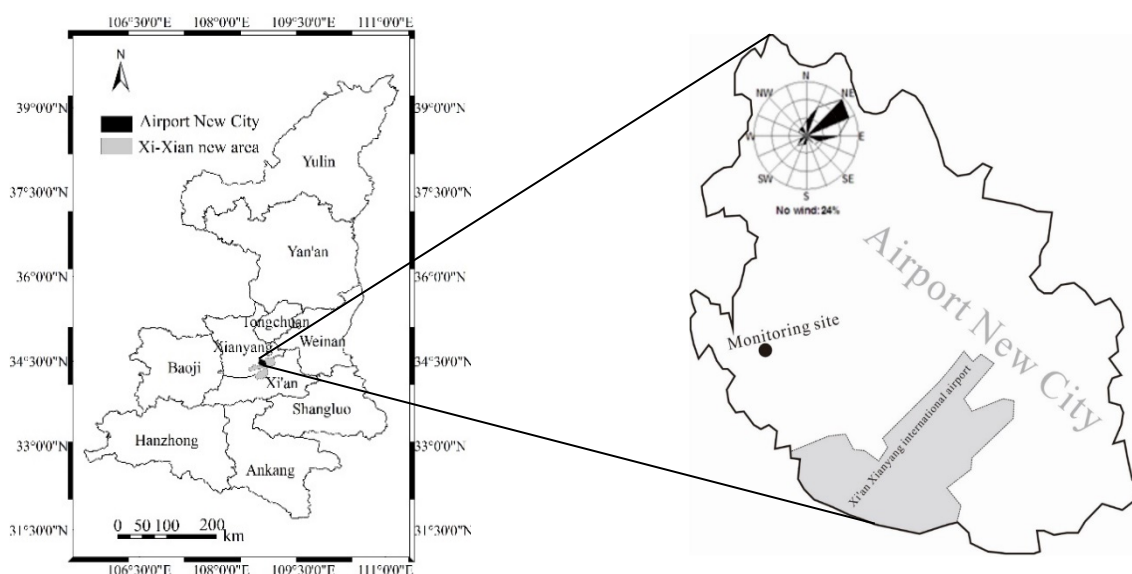 106°30'0"E 108°0'0"E 109°30'0"E 111°0'0"E
N
39°0'0"N
39°0'0"N
Airport New City
Xi-Xian new area
Yulin
37°30'0"N
37°30'0"N
Yan'an
36°0'0"N
36°0'0"N
Tongchuan
Xianyang
Weinan
34°30'0"N
34°30'0"N
Baoji
Xi'an
Shangluo
Hanzhong
33°0'0"N
33°0'0"N
Ankang
0 50 100 200
km
31°30'0"N
31°30'0"N
106°30'0"E 108°0'0"E 109°30'0"E 111°0'0"E
N
NW
NE
W
E
SW
SE
S
No wind: 24%
Airport New City
Monitoring site
Xi'an Xianyang international airport